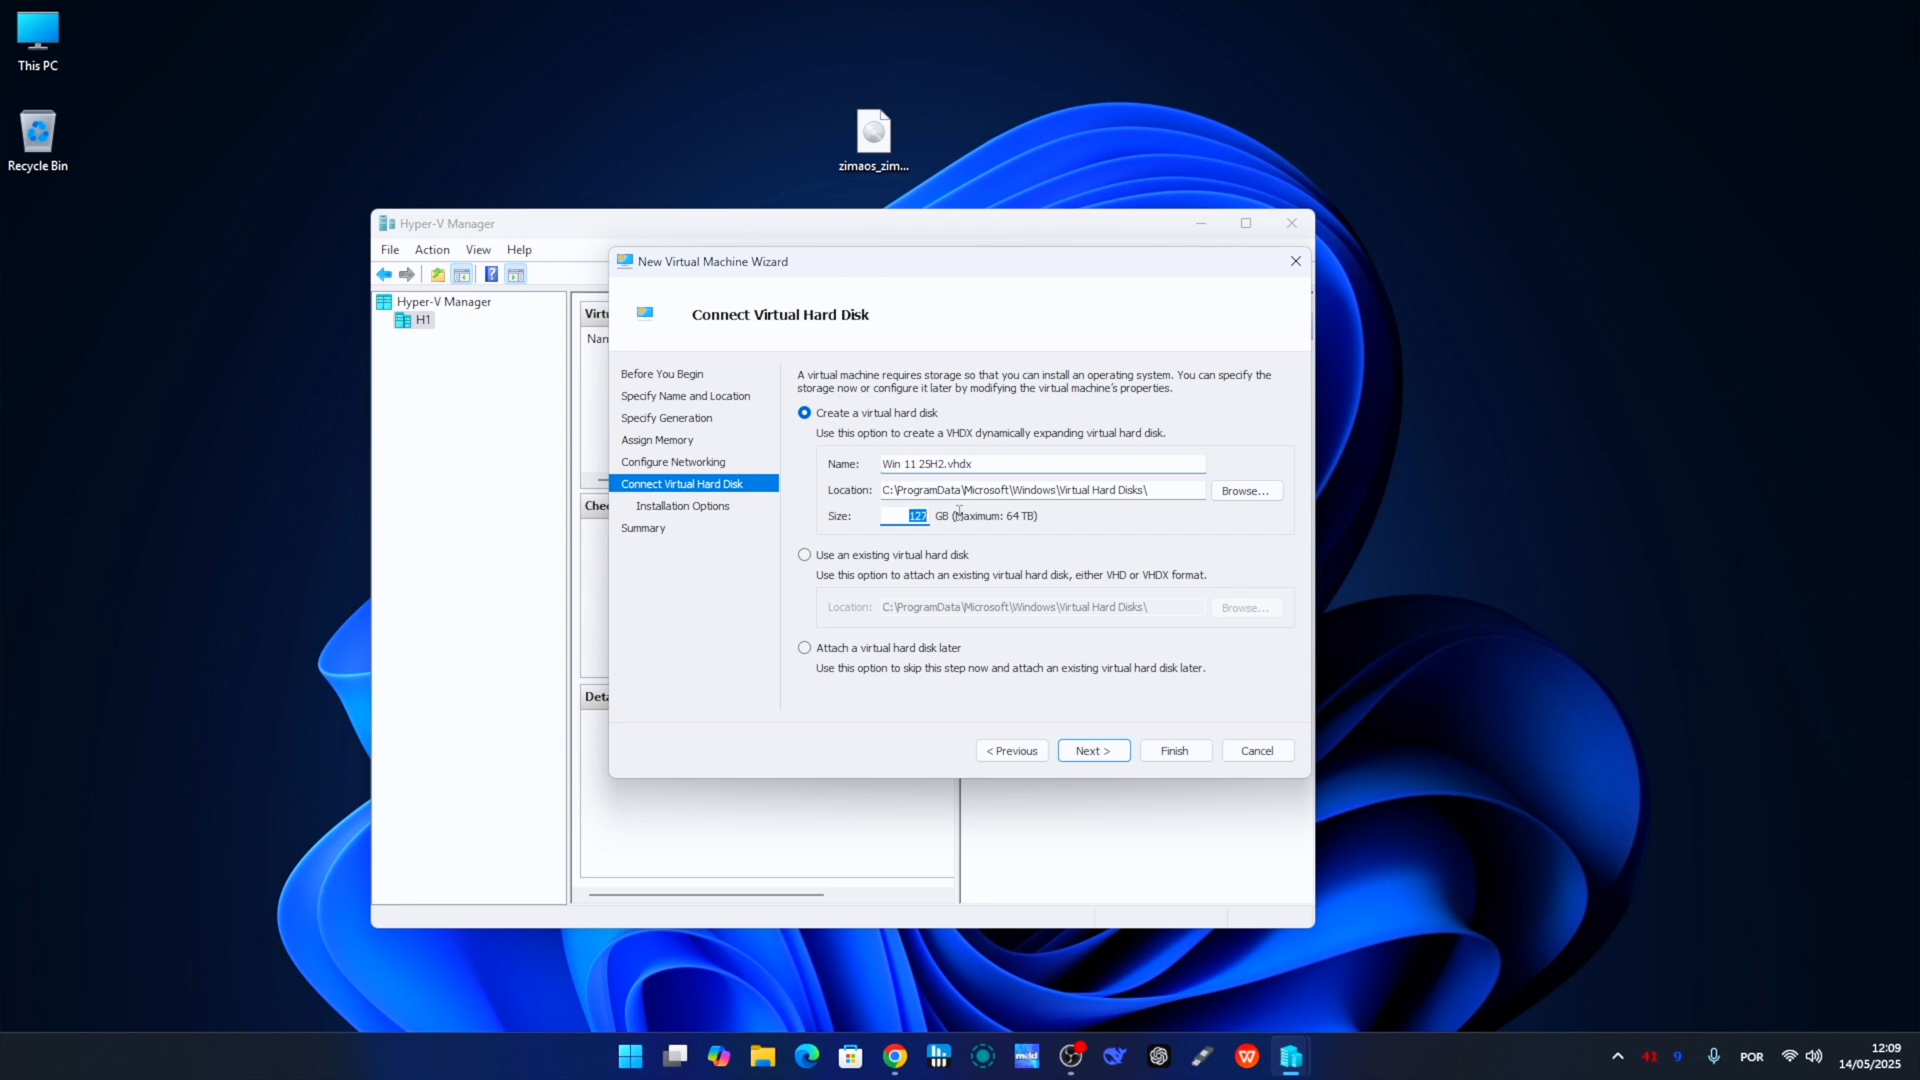 This PC
Recycle Bin
zimaos_zim...
Hyper-V Manager
File Action View Help
Hyper-V Manager
H1
New Virtual Machine Wizard
Connect Virtual Hard Disk
Before You Begin
Specify Name and Location
Specify Generation
Assign Memory
Configure Networking
Connect Virtual Hard Disk
Installation Options
Summary
A virtual machine requires storage so that you can install an operating system. You can specify the
storage now or configure it later by modifying the virtual machine's properties.
Create a virtual hard disk
Use this option to create a VHDX dynamically expanding virtual hard disk.
Name: Win 11 25H2.vhdx
Location: C:\ProgramData\Microsoft\Windows\Virtual Hard Disks\ Browse...
Size: 127 GB (Maximum: 64 TB)
Use an existing virtual hard disk
Use this option to attach an existing virtual hard disk, either VHD or VHDX format.
Location: C:\ProgramData\Microsoft\Windows\Virtual Hard Disks\ Browse...
Attach a virtual hard disk later
Use this option to skip this step now and attach an existing virtual hard disk later.
< Previous Next > Finish Cancel
Virtu
Nan
Chec
Deta
meld
41 9 POR
12:09
14/05/2025